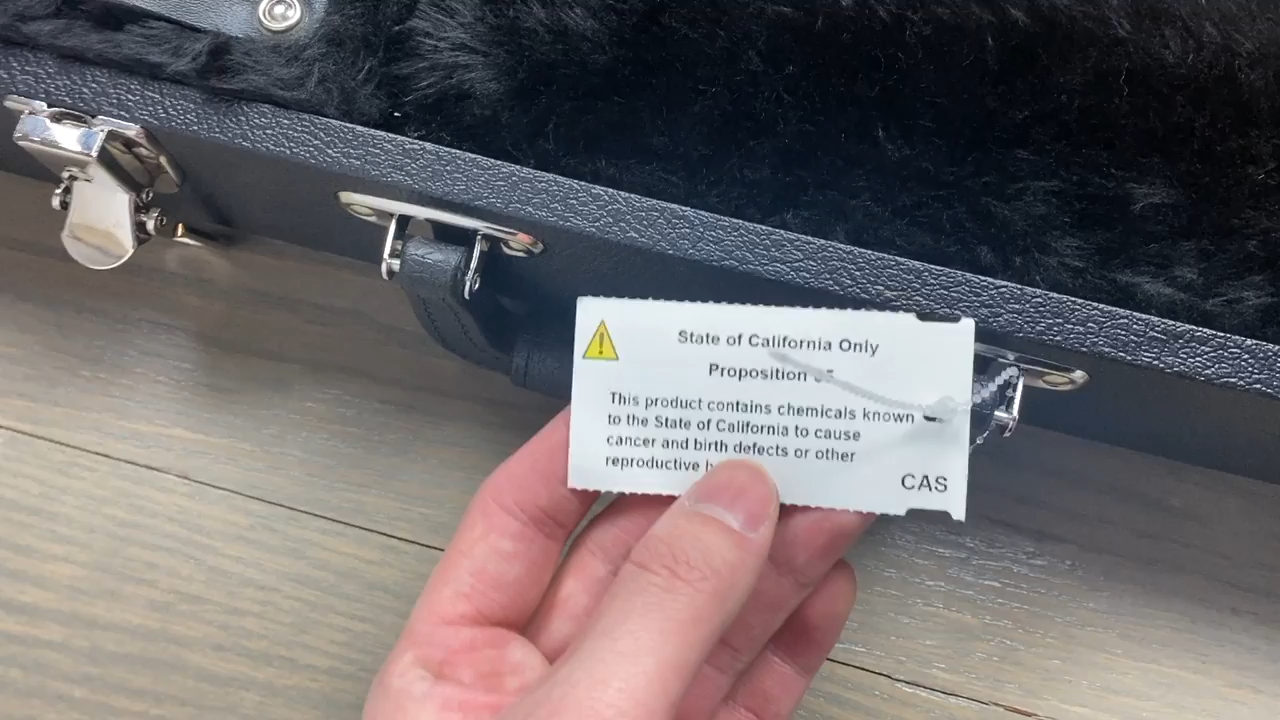 State of California Only
Proposition
This product contains chemicals known
to the State of California to cause
cancer and birth defects or other
reproductive
CAS